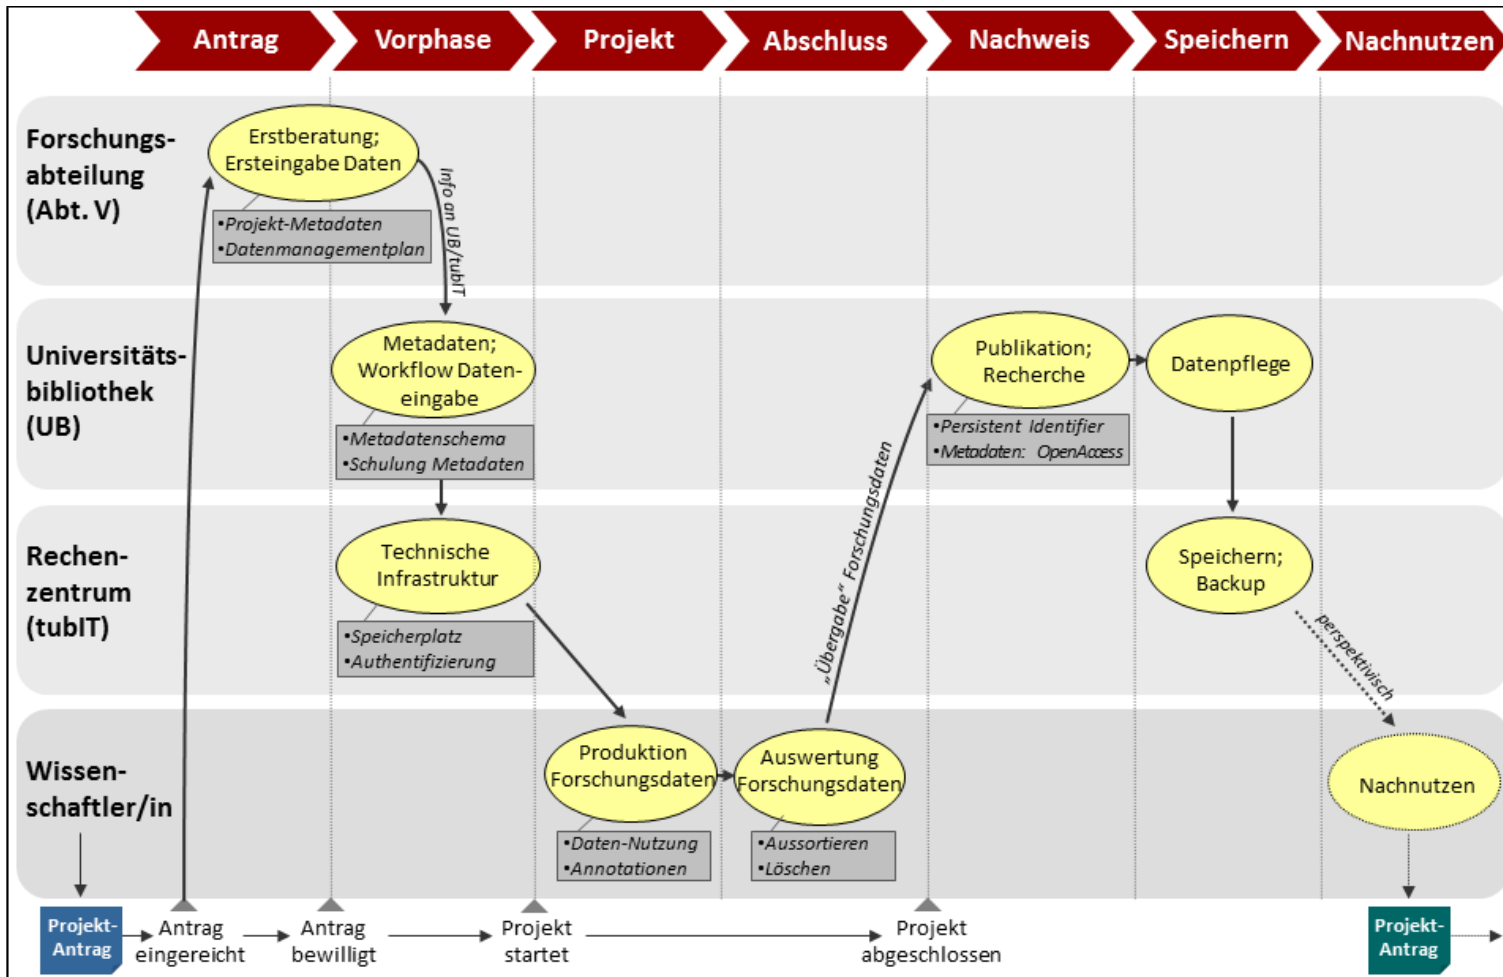 Antrag
Vorphase
Projekt
Abschluss
Nachweis
Speichern
Nachnutzen
Forschungs-
abteilung
(Abt. V)
Erstberatung;
Ersteingabe Daten
•Projekt-Metadaten
•Datenmanagementplan
Info an UB/tubIT
Universitäts-
bibliothek
(UB)
Metadaten;
Workflow Daten-
eingabe
•Metadatenschema
•Schulung Metadaten
Publikation;
Recherche
•Persistent Identifier
•Metadaten: OpenAccess
Datenpflege
Rechen-
zentrum
(tubIT)
Technische
Infrastruktur
•Speicherplatz
•Authentifizierung
„Übergabe“ Forschungsdaten
Speichern;
Backup
perspektivisch
Wissen-
schaftler/in
Produktion
Forschungsdaten
•Daten-Nutzung
•Annotationen
Auswertung
Forschungsdaten
•Aussortieren
•Löschen
Nachnutzen
Projekt-
Antrag
Antrag
eingereicht
Antrag
bewilligt
Projekt
startet
Projekt
abgeschlossen
Projekt-
Antrag